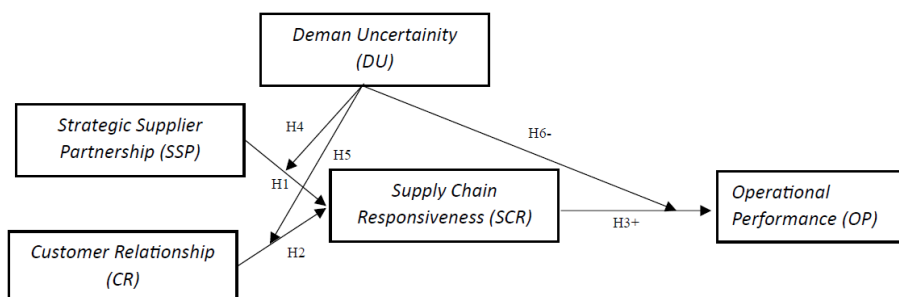 Deman Uncertainity
(DU)
Strategic Supplier
Partnership (SSP)
H4
H5
H6-
H1
Supply Chain
Responsiveness (SCR)
Operational
Performance (OP)
H3+
Customer Relationship
(CR)
H2